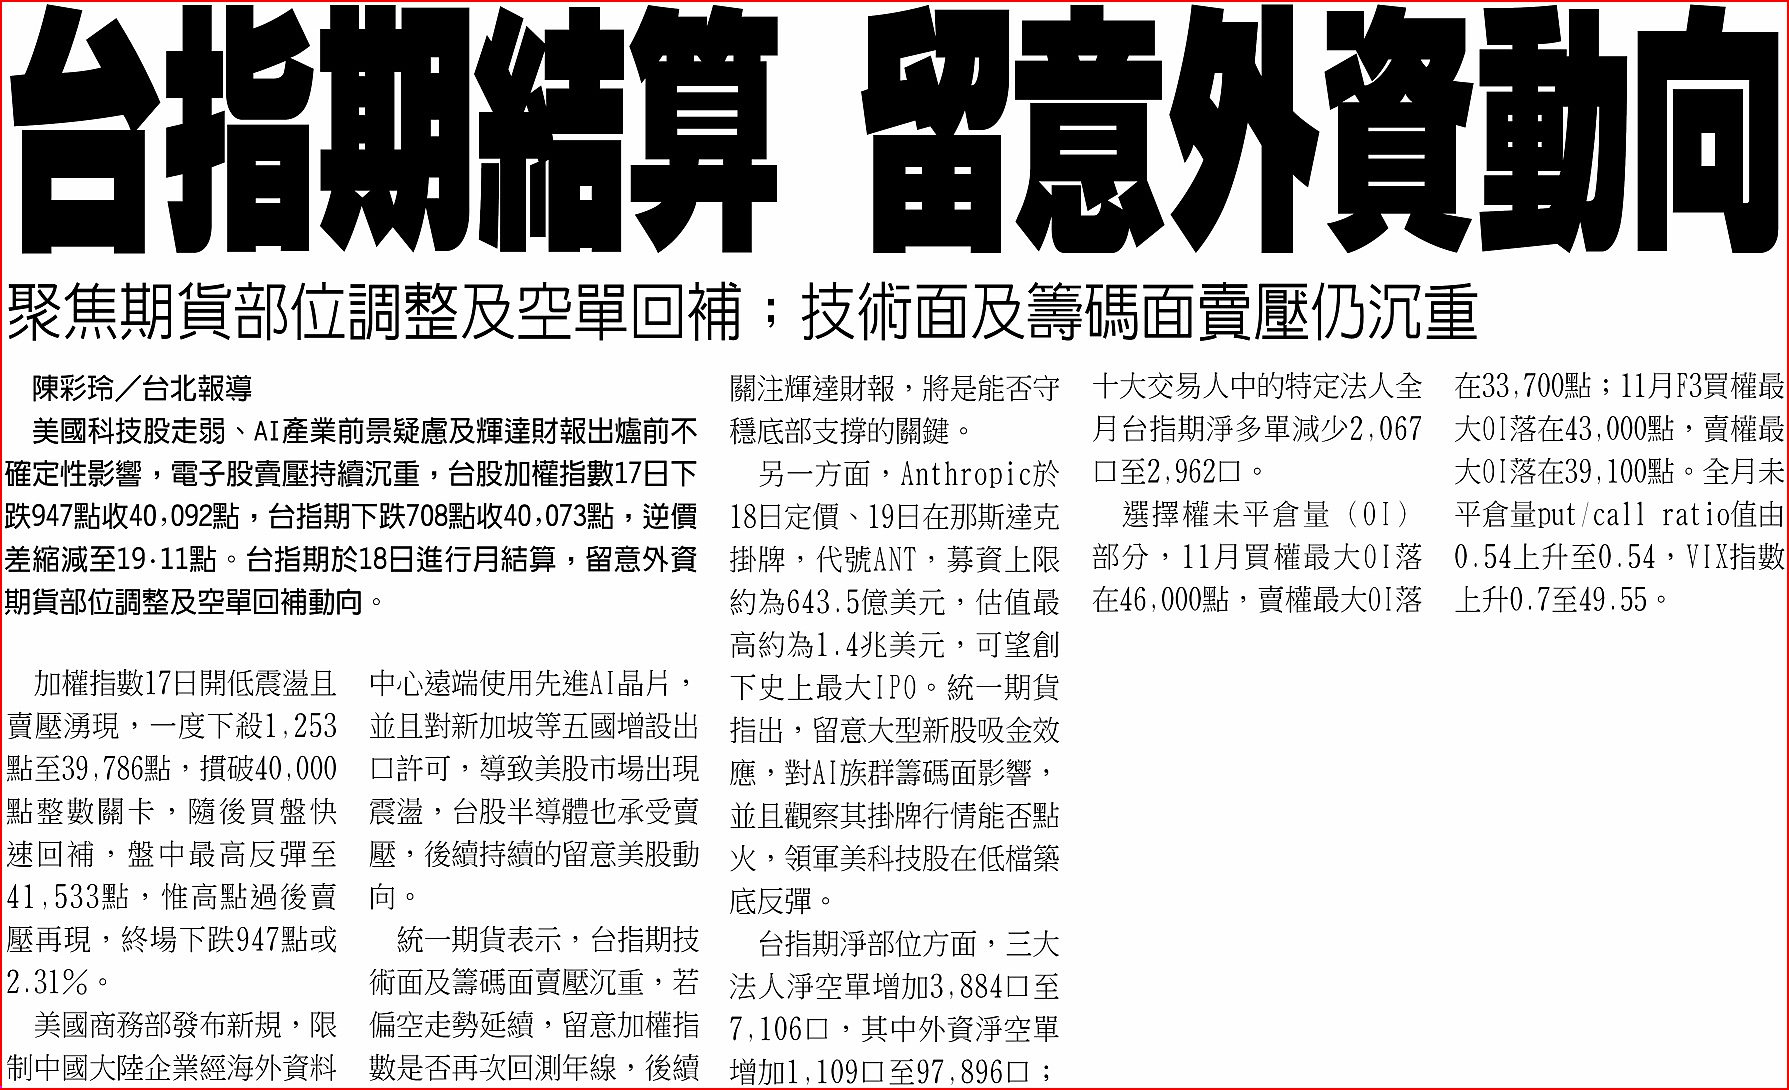 台指期結算 留意外資動向
聚焦期貨部位調整及空單回補；技術面及籌碼面賣壓仍沉重
陳彩玲／台北報導
美國科技股走弱、AI產業前景疑慮及輝達財報出爐前不
確定性影響，電子股賣壓持續沉重，台股加權指數17日下
跌947點收40,092點，台指期下跌708點收40,073點，逆價
差縮減至19.11點。台指期於18日進行月結算，留意外資
期貨部位調整及空單回補動向。
加權指數17日開低震盪且
賣壓湧現，一度下殺1,253
點至39,786點，摜破40,000
點整數關卡，隨後買盤快
速回補，盤中最高反彈至
41,533點，惟高點過後賣
壓再現，終場下跌947點或
2.31%。
美國商務部發布新規，限
制中國大陸企業經海外資料
中心遠端使用先進AI晶片，
並且對新加坡等五國增設出
口許可，導致美股市場出現
震盪，台股半導體也承受賣
壓，後續持續的留意美股動
向。
統一期貨表示，台指期技
術面及籌碼面賣壓沉重，若
偏空走勢延續，留意加權指
數是否再次回測年線，後續
關注輝達財報，將是能否守
穩底部支撐的關鍵。
另一方面，Anthropic於
18日定價、19日在那斯達克
掛牌，代號ANT，募資上限
約為643.5億美元，估值最
高約為1.4兆美元，可望創
下史上最大IPO。統一期貨
指出，留意大型新股吸金效
應，對AI族群籌碼面影響，
並且觀察其掛牌行情能否點
火，領軍美科技股在低檔築
底反彈。
台指期淨部位方面，三大
法人淨空單增加3,884口至
7,106口，其中外資淨空單
增加1,109口至97,896口；
十大交易人中的特定法人全
月台指期淨多單減少2,067
口至2,962口。
選擇權未平倉量（OI）
部分，11月買權最大OI落
在46,000點，賣權最大OI落
在33,700點；11月F3買權最
大OI落在43,000點，賣權最
大OI落在39,100點。全月未
平倉量put/call ratio值由
0.54上升至0.54，VIX指數
上升0.7至49.55。